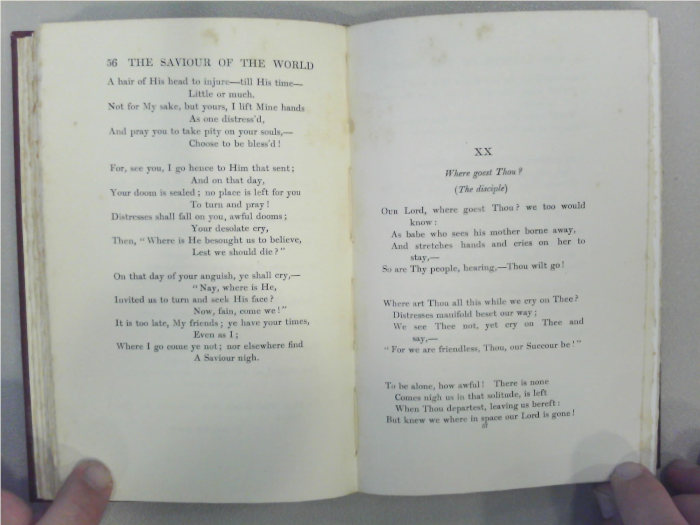 56 THE SAVIOUR OF THE WORLD
A hair of His head to injure—till His time—
Little or much.
Not for My sake, but yours, I lift Mine hands
As one distress'd,
And pray you to take pity on your souls,—
Choose to be bless'd!
For, see you, I go hence to Him that sent;
And on that day,
Your doom is sealed; no place is left for you
To turn and pray!
Distresses shall fall on you, awful dooms;
Your desolate cry,
Then, "Where is He besought us to believe,
Lest we should die?"
On that day of your anguish, ye shall cry,—
"Nay, where is He,
Invited us to turn and seek His face?
Now, fain, come we!"
It is too late, My friends; ye have your times,
Even as I;
Where I go come ye not; nor elsewhere find
A Saviour nigh.
XX
Where goest Thou?
(The disciple)
OUR Lord, where goest Thou? we too would
know:
As babe who sees his mother borne away,
And stretches hands and cries on her to
stay,—
So are Thy people, hearing,—Thou wilt go!
Where art Thou all this while we cry on Thee?
Distresses manifold beset our way;
We see Thee not, yet cry on Thee and
say,—
"For we are friendless, Thou, our Succour be!"
To be alone, how awful! There is none
Comes nigh us in that solitude, is left
When Thou departest, leaving us bereft:
But knew we where in space our Lord is gone!